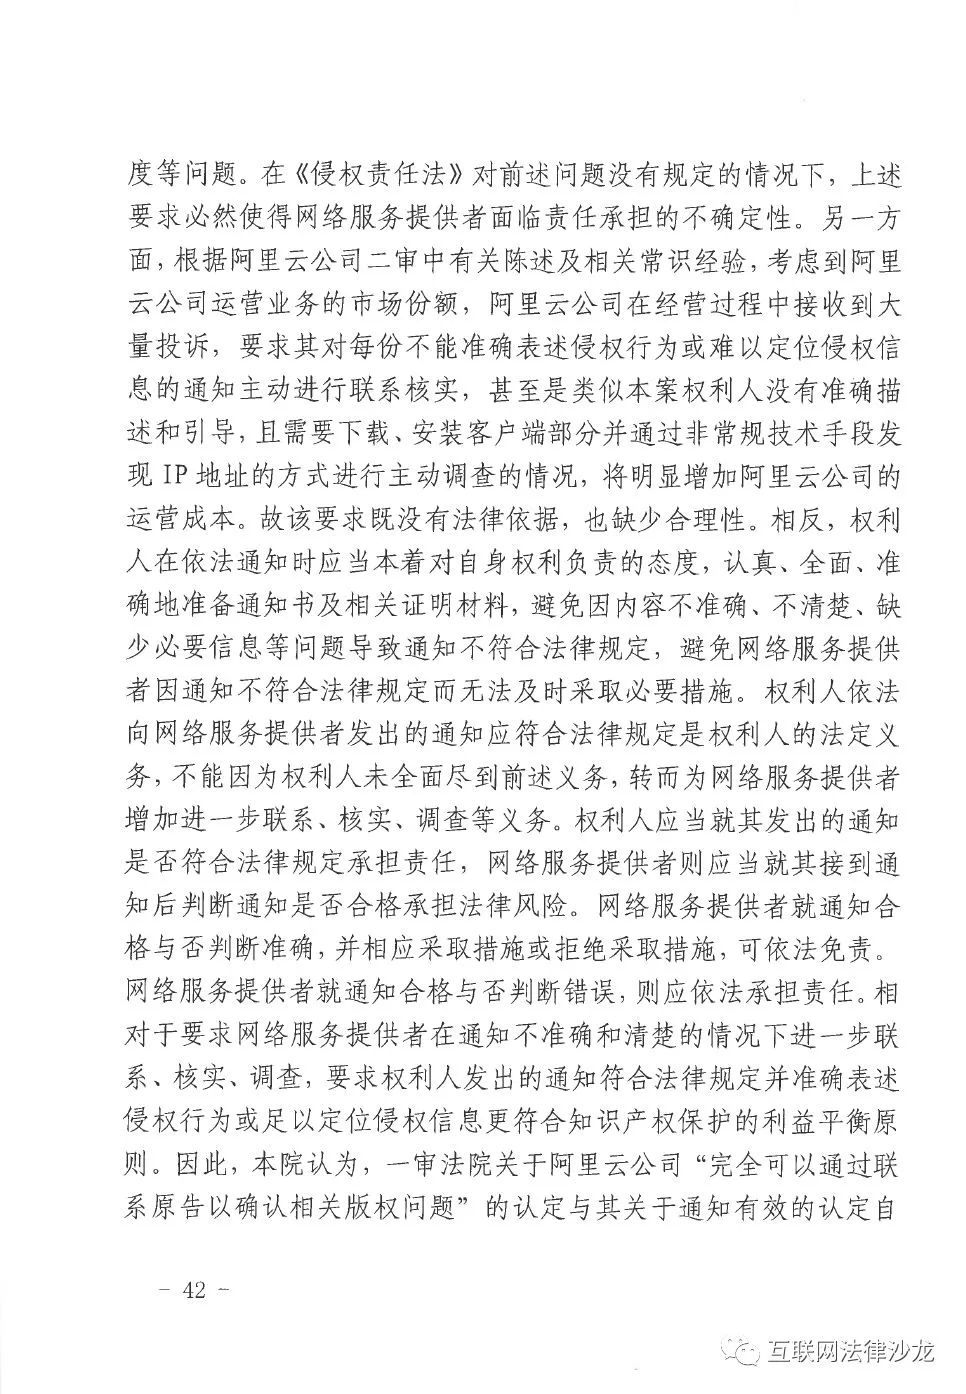 度等问题。在《侵权责任法》对前述问题没有规定的情况下，上述
要求必然使得网络服务提供者面临责任承担的不确定性。另一方
面，根据阿里云公司二审中有关陈述及相关常识经验，考虑到阿里
云公司运营业务的市场份额，阿里云公司在经营过程中接收到大
量投诉，要求其对每份不能准确表述侵权行为或难以定位侵权信
息的通知主动进行联系核实，甚至是类似本案权利人没有准确描
述和引导，且需要下载、安装客户端部分并通过非常规技术手段发
现 IP 地址的方式进行主动调查的情况，将明显增加阿里云公司的
运营成本。故该要求既没有法律依据，也缺少合理性。相反，权利
人在依法通知时应当本着对自身权利负责的态度，认真、全面、准
确地准备通知书及相关证明材料，避免因内容不准确、不清楚、缺
少必要信息等问题导致通知不符合法律规定，避免网络服务提供
者因通知不符合法律规定而无法及时采取必要措施。权利人依法
向网络服务提供者发出的通知应符合法律规定是权利人的法定义
务，不能因为权利人未全面尽到前述义务，转而为网络服务提供者
增加进一步联系、核实、调查等义务。权利人应当就其发出的通知
是否符合法律规定承担责任，网络服务提供者则应当就其接到通
知后判断通知是否合格承担法律风险。网络服务提供者就通知合
格与否判断准确，并相应采取措施或拒绝采取措施，可依法免责。
网络服务提供者就通知合格与否判断错误，则应依法承担责任。相
对于要求网络服务提供者在通知不准确和清楚的情况下进一步联
系、核实、调查，要求权利人发出的通知符合法律规定并准确表述
侵权行为或足以定位侵权信息更符合知识产权保护的利益平衡原
则。因此，本院认为，一审法院关于阿里云公司“完全可以通过联
系原告以确认相关版权问题”的认定与其关于通知有效的认定自
- 42 -
互联网法律沙龙